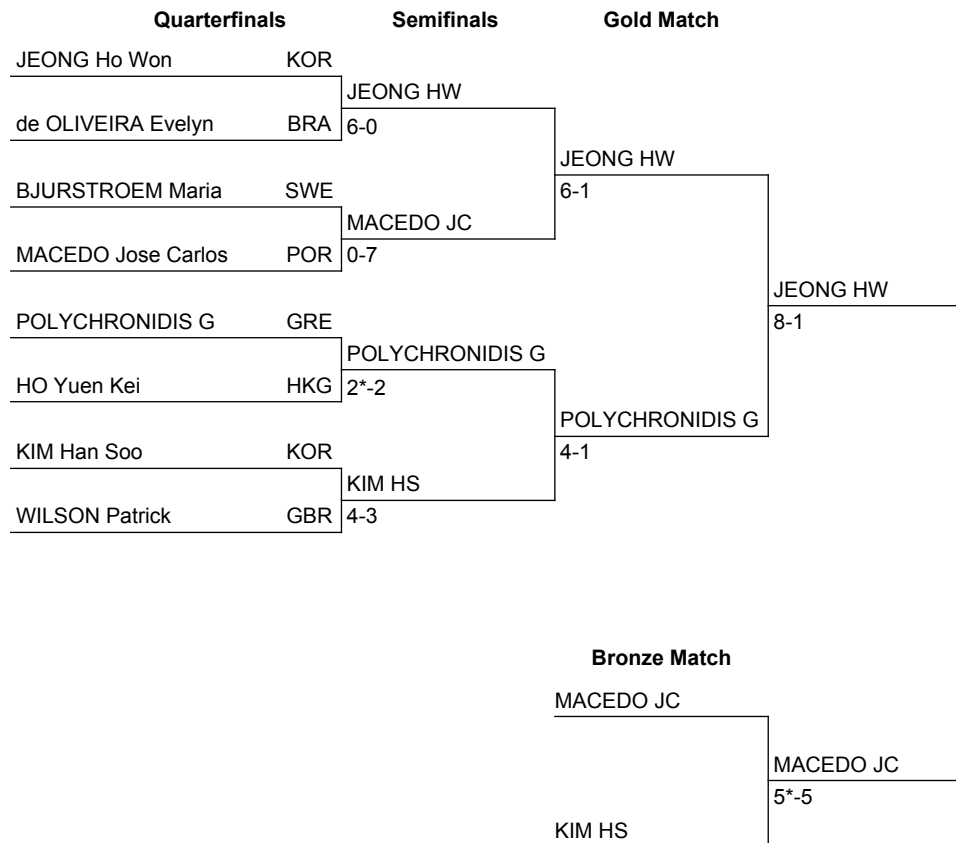 Quarterfinals Semifinals Gold Match
JEONG Ho Won KOR
JEONG HW
de OLIVEIRA Evelyn BRA 6-0
JEONG HW
BJURSTROEM Maria SWE 6-1
MACEDO JC
MACEDO Jose Carlos POR 0-7
JEONG HW
POLYCHRONIDIS G GRE 8-1
POLYCHRONIDIS G
HO Yuen Kei HKG 2*-2
POLYCHRONIDIS G
KIM Han Soo KOR 4-1
KIM HS
WILSON Patrick GBR 4-3
Bronze Match
MACEDO JC
MACEDO JC
5*-5
KIM HS